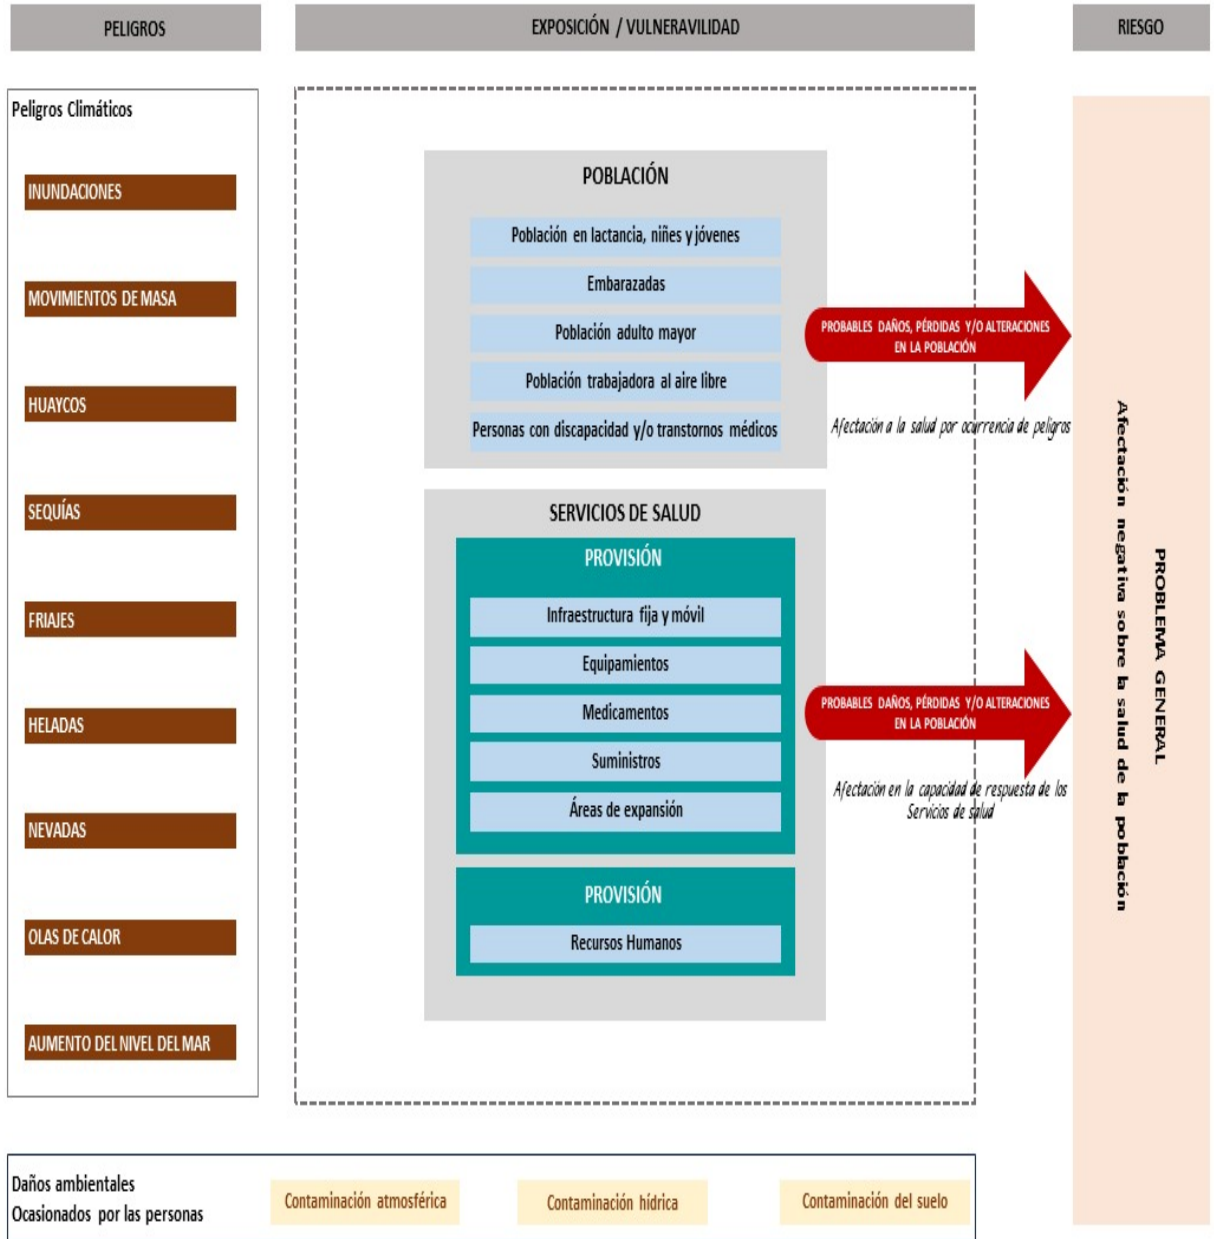 PELIGROS
EXPOSICIÓN / VULNERAVILIDAD
RIESGO
Peligros Climáticos
INUNDACIONES
MOVIMIENTOS DE MASA
HUAYCOS
SEQUÍAS
FRIAJES
HELADAS
NEVADAS
OLAS DE CALOR
AUMENTO DEL NIVEL DEL MAR
POBLACIÓN
Población en lactancia, niñes y jóvenes
Embarazadas
Población adulto mayor
Población trabajadora al aire libre
Personas con discapacidad y/o transtornos médicos
SERVICIOS DE SALUD
PROVISIÓN
Infraestructura fija y móvil
Equipamientos
Medicamentos
Suministros
Áreas de expansión
PROVISIÓN
Recursos Humanos
PROBABLES DAÑOS, PÉRDIDAS Y/O ALTERACIONES
EN LA POBLACIÓN
Afectación a la salud por ocurrencia de peligros
PROBABLES DAÑOS, PÉRDIDAS Y/O ALTERACIONES
EN LA POBLACIÓN
Afectación en la capacidad de respuesta de los
Servicios de salud
PROBLEMA GENERAL
Afectación negativa sobre la salud de la población
Daños ambientales
Ocasionados por las personas
Contaminación atmosférica
Contaminación hídrica
Contaminación del suelo